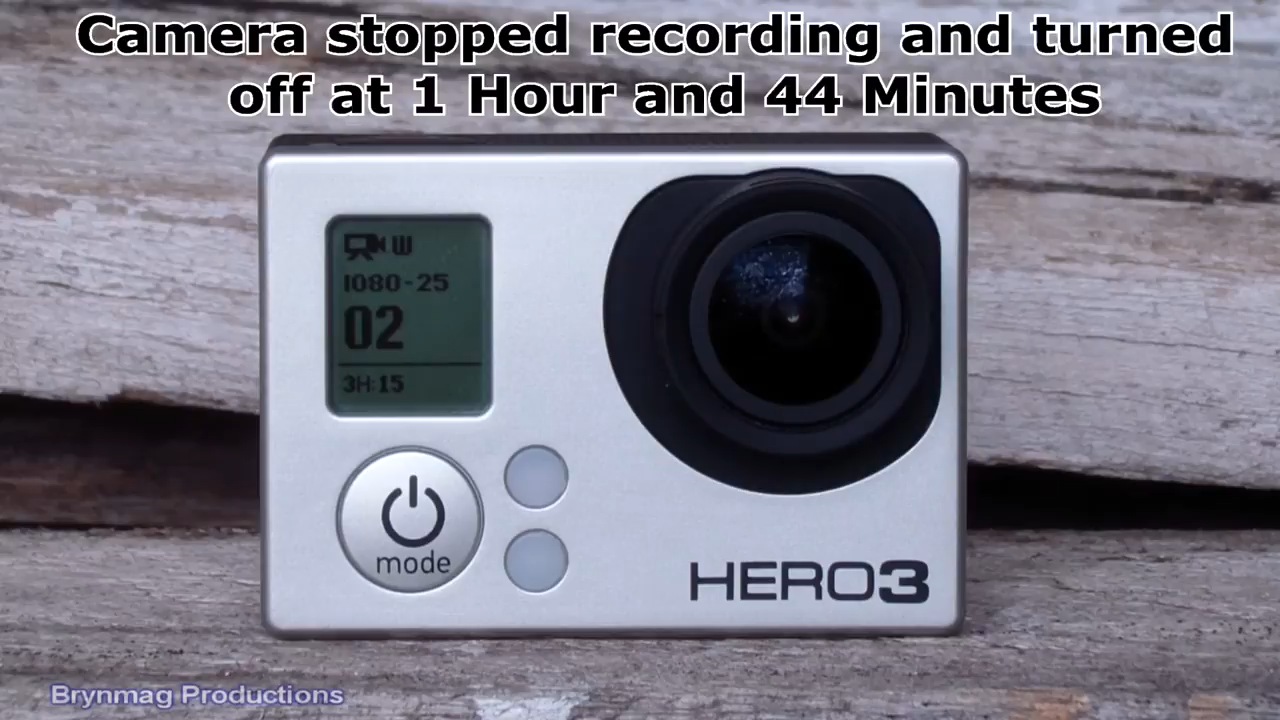 Camera stopped recording and turned
off at 1 Hour and 44 Minutes
W
1080-25
02
3H:15
mode
HERO3
Brynmag Productions